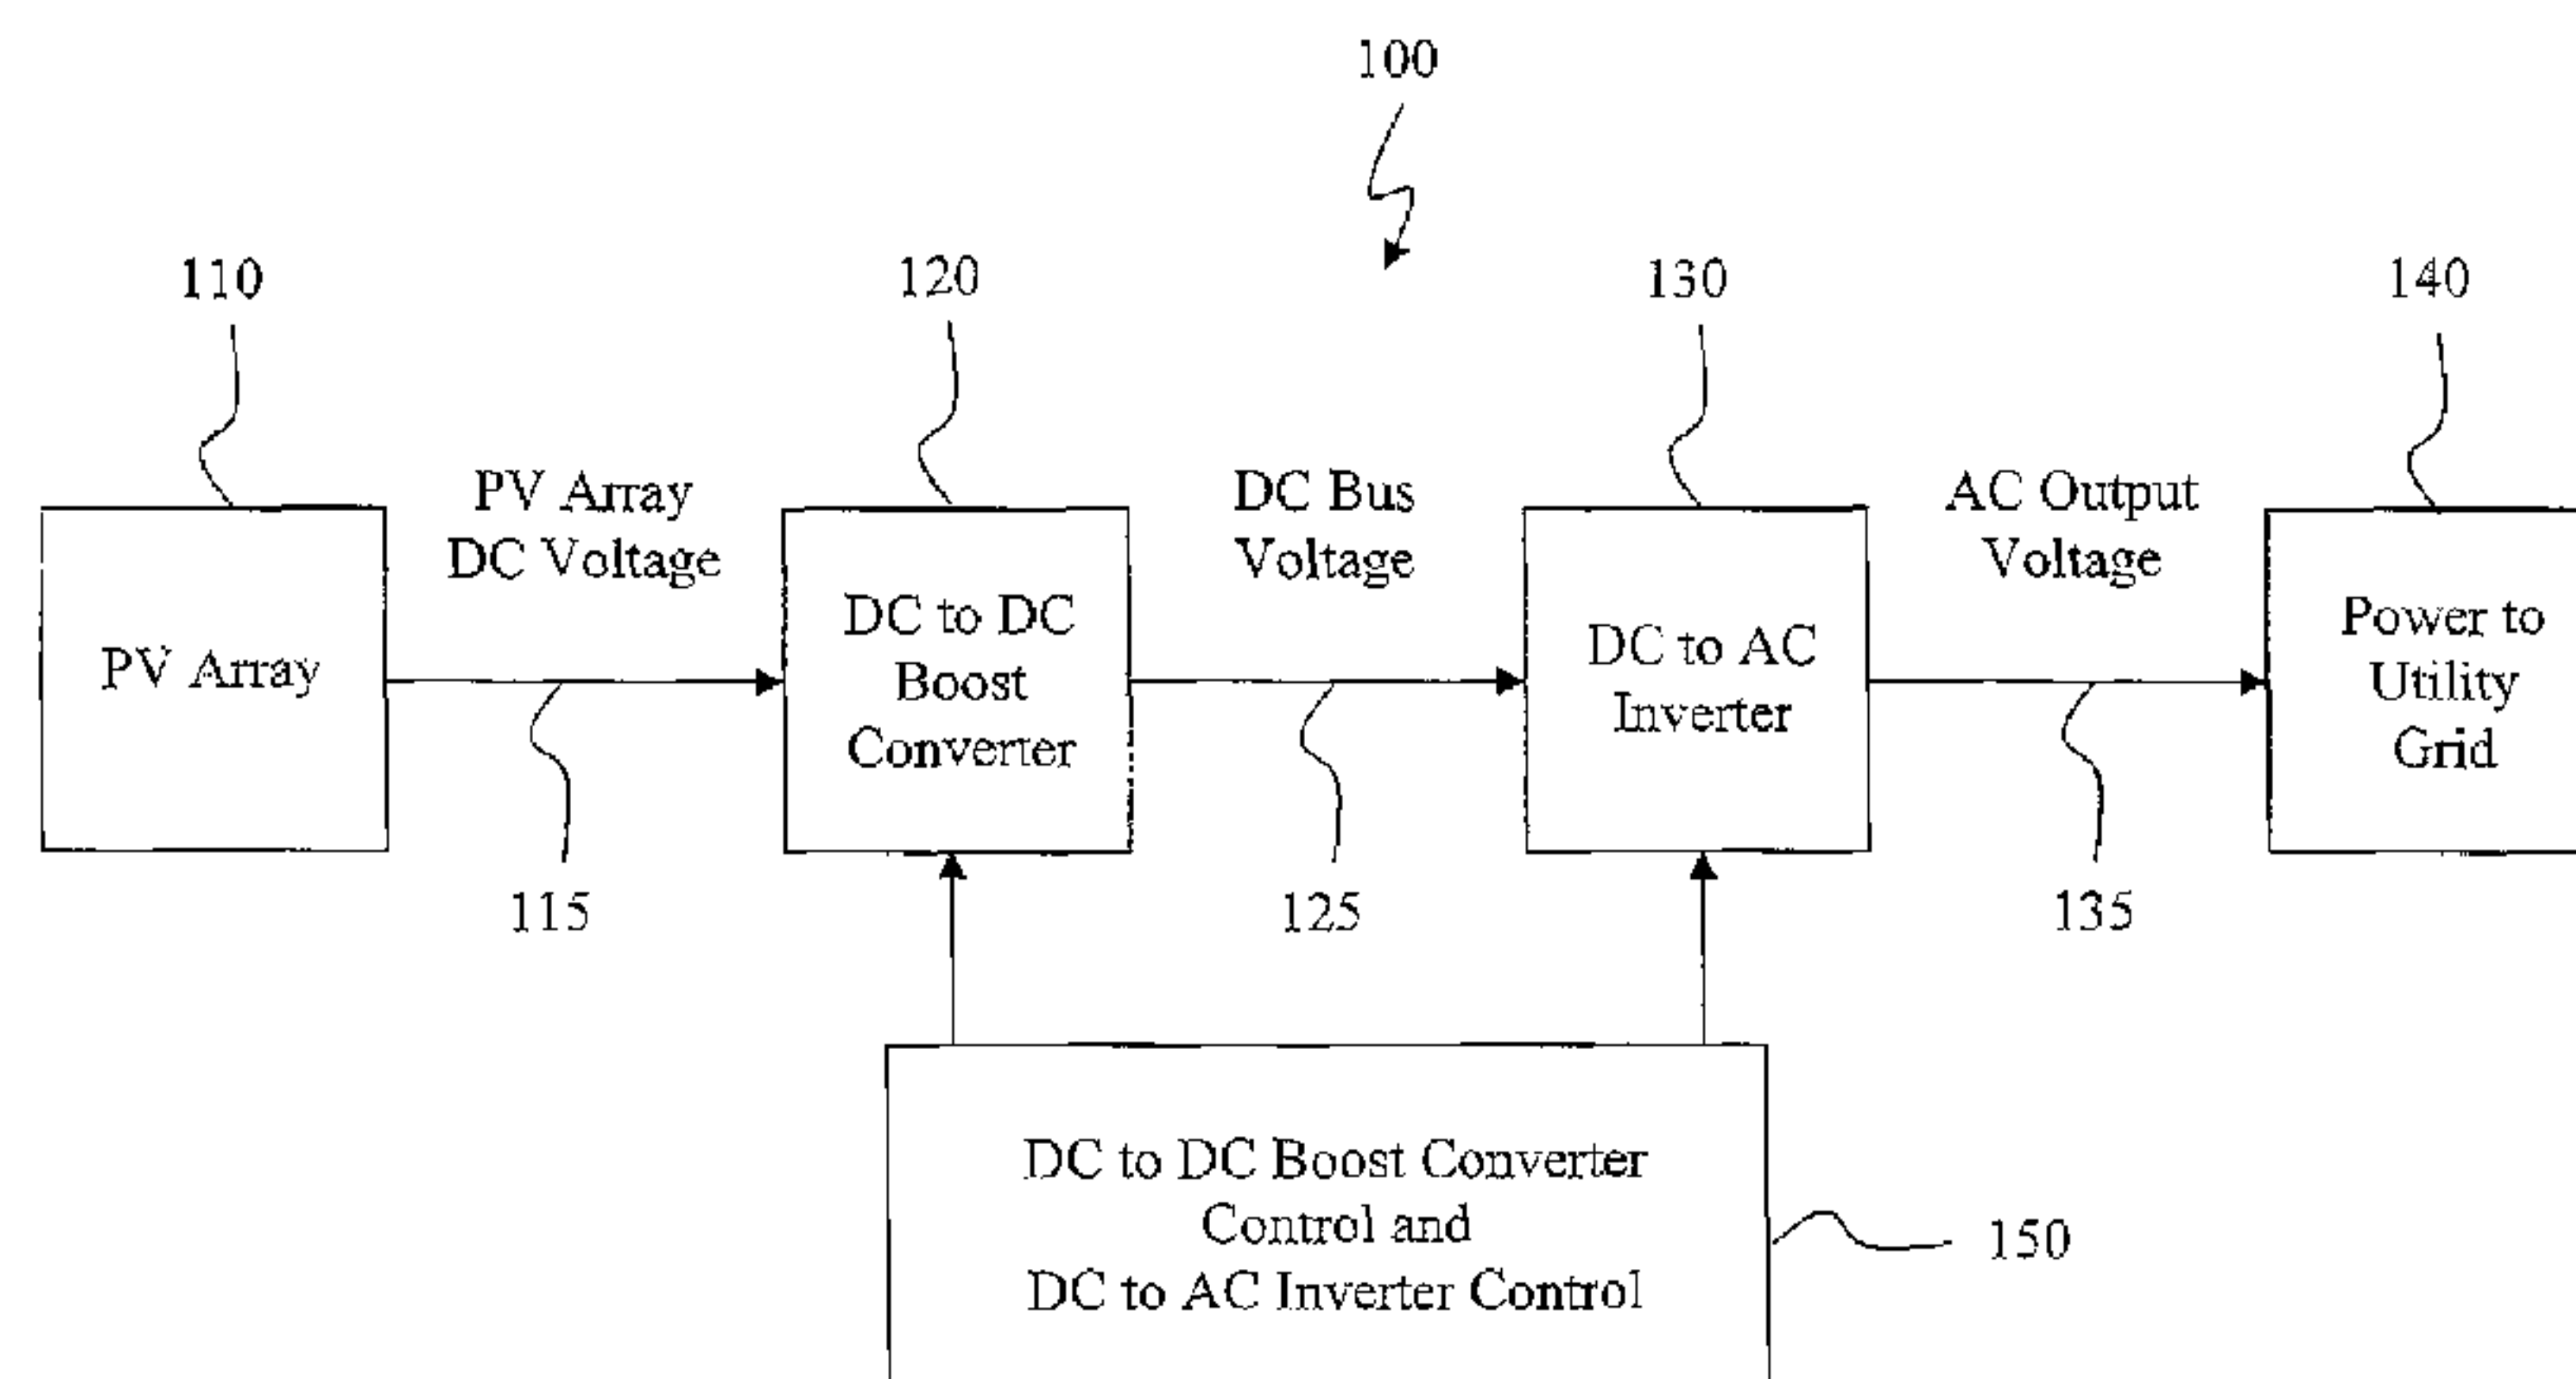 100
110
120
130
140
PV Array
DC Voltage
DC Bus
Voltage
AC Output
Voltage
PV Array
DC to DC
Boost
Converter
DC to AC
Inverter
Power to
Utility
Grid
115
125
135
DC to DC Boost Converter
Control and
DC to AC Inverter Control
150